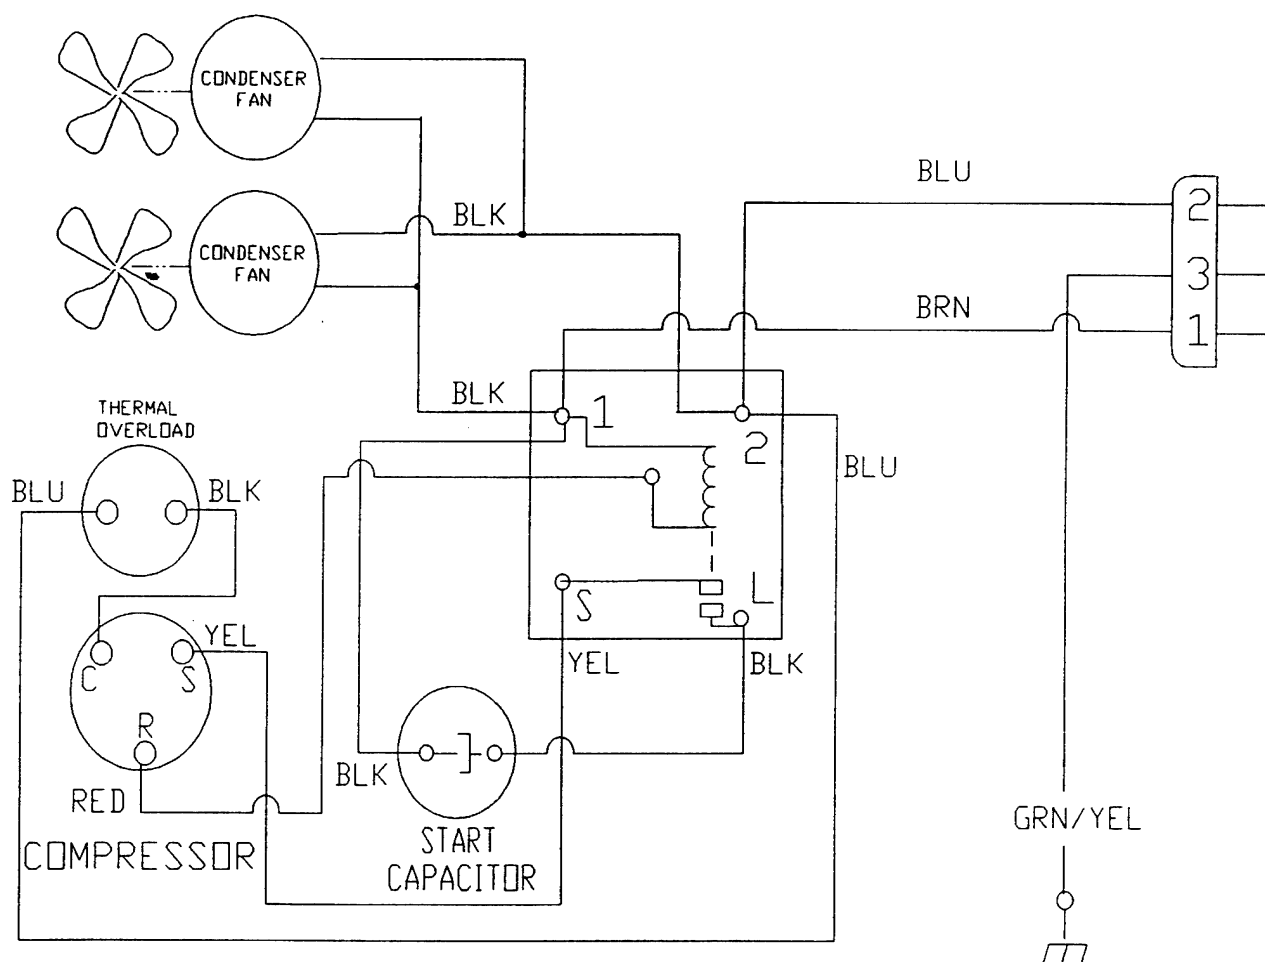 CONDENSER
FAN
BLU
2
CONDENSER
FAN
BLK
3
BRN
1
BLK
1
2
THERMAL
OVERLOAD
BLU
BLK
BLU
S
L
YEL
C
S
YEL
BLK
R
BLK
RED
START
CAPACITOR
COMPRESSOR
GRN/YEL